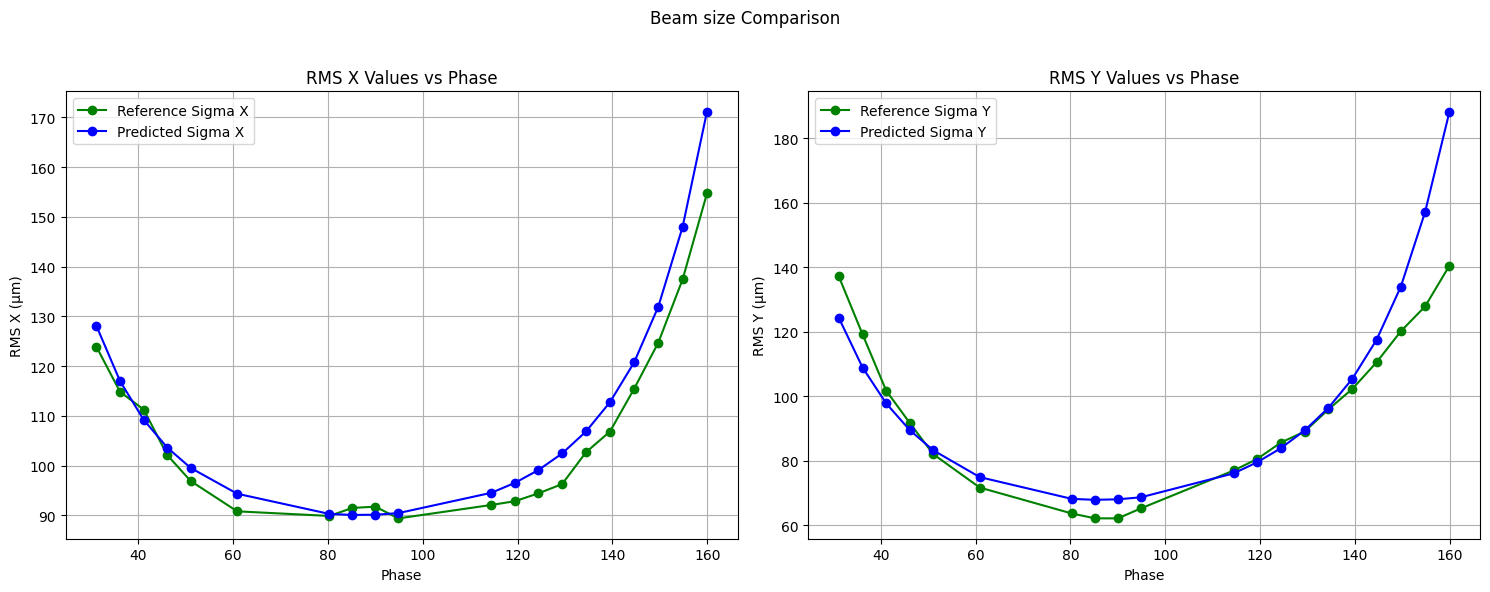 Beam size Comparison
RMS X Values vs Phase
Reference Sigma X
Predicted Sigma X
170
160
150
140
130
120
110
100
90
RMS X (μm)
40 60 80 100 120 140 160
Phase
RMS Y Values vs Phase
Reference Sigma Y
Predicted Sigma Y
180
160
140
120
100
80
60
RMS Y (μm)
40 60 80 100 120 140 160
Phase